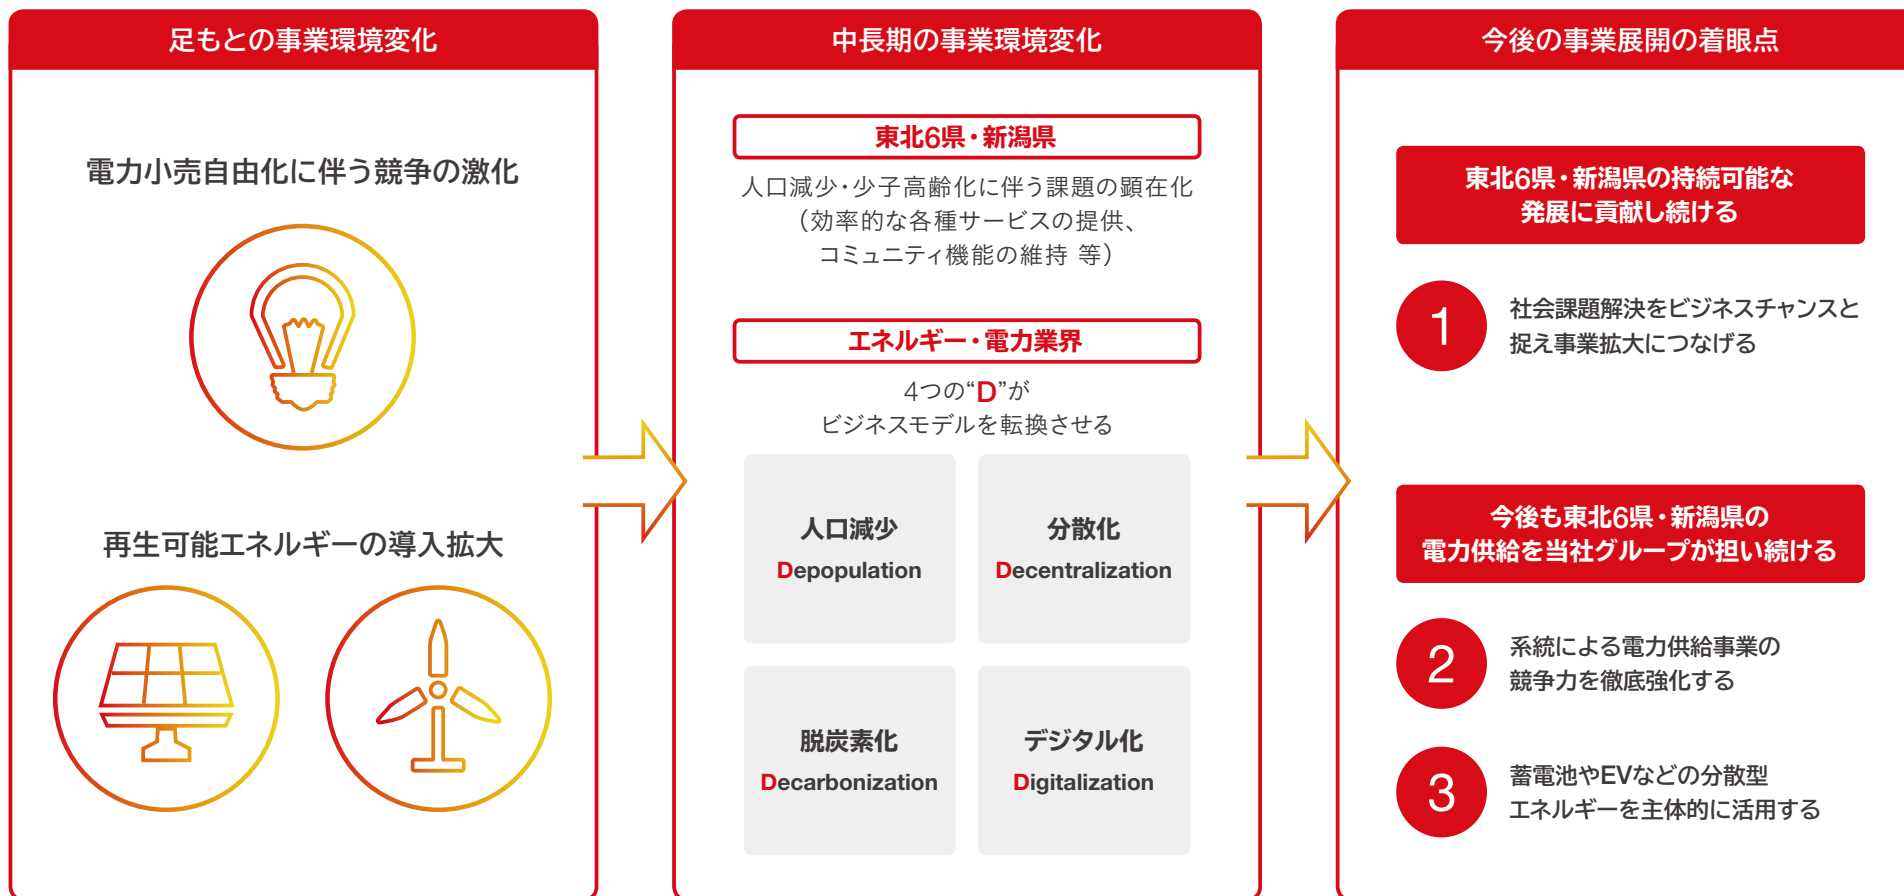 足もとの事業環境変化
電力小売自由化に伴う競争の激化
再生可能エネルギーの導入拡大
中長期の事業環境変化
東北6県・新潟県
人口減少・少子高齢化に伴う課題の顕在化
（効率的な各種サービスの提供、
コミュニティ機能の維持 等）
エネルギー・電力業界
4つの“D”が
ビジネスモデルを転換させる
人口減少
Depopulation
分散化
Decentralization
脱炭素化
Decarbonization
デジタル化
Digitalization
今後の事業展開の着眼点
東北6県・新潟県の持続可能な
発展に貢献し続ける
1
社会課題解決をビジネスチャンスと
捉え事業拡大につなげる
今後も東北6県・新潟県の
電力供給を当社グループが担い続ける
2
系統による電力供給事業の
競争力を徹底強化する
3
蓄電池やEVなどの分散型
エネルギーを主体的に活用する